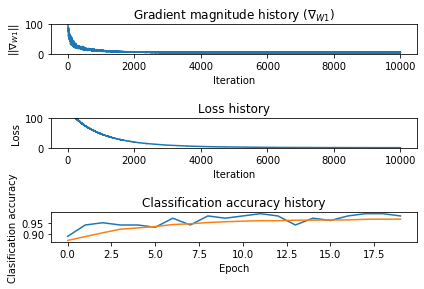 Gradient magnitude history (∇W1)
||∇W1||
100
0
0 2000 4000 6000 8000 10000
Iteration
Loss history
Loss
100
0
0 2000 4000 6000 8000 10000
Iteration
Classification accuracy history
Clasification accuracy
0.95
0.90
0.0 2.5 5.0 7.5 10.0 12.5 15.0 17.5
Epoch